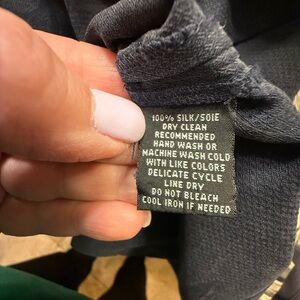 100% SILK/SOIE
DRY CLEAN
RECOMMENDED
HAND WASH OR
MACHINE WASH COLD
WITH LIKE COLORS
DELICATE CYCLE
LINE DRY
DO NOT BLEACH
COOL IRON IF NEEDED